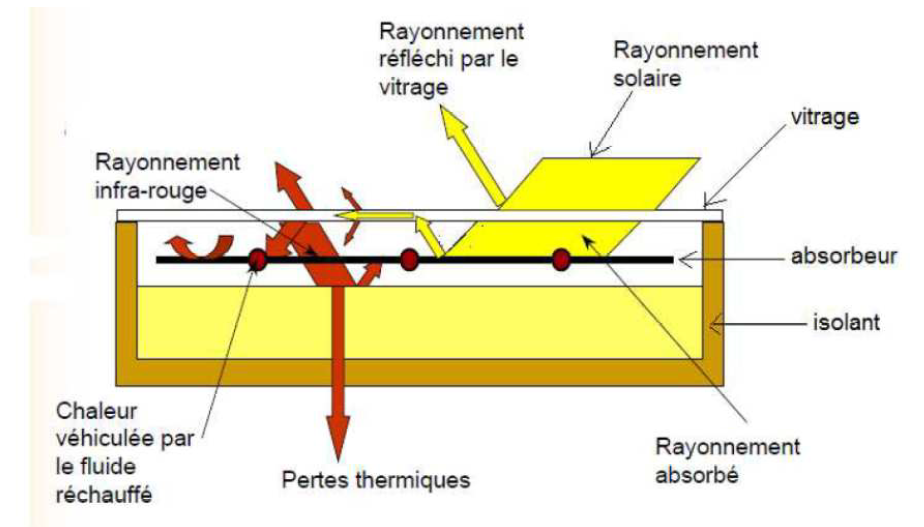 Rayonnement
réfléchi par le
vitrage
Rayonnement
solaire
vitrage
Rayonnement
infra-rouge
absorbeur
isolant
Chaleur
véhiculée par
le fluide
réchauffé
Pertes thermiques
Rayonnement
absorbé